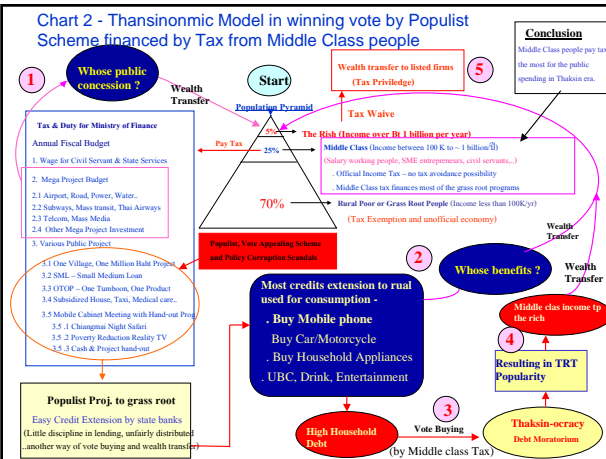 Chart 2 - Thansinonmic Model in winning vote by Populist
Scheme financed by Tax from Middle Class people
Conclusion
Middle Class people pay tax
the most for the public
spending in Thaksin era.
1
Whose public
concession ?
Wealth
Transfer
Start
Population Pyramid
Wealth transfer to listed firms
(Tax Priviledge)
5
Tax Waive
Tax & Duty for Ministry of Finance
Annual Fiscal Budget
1. Wage for Civil Servant & State Services
2. Mega Project Budget
2.1 Airport, Road, Power, Water..
2.2 Subways, Mass transit, Thai Airways
2.3 Telcom, Mass Media
2.4 Other Mega Project Investment
3. Various Public Project
3.1 One Village, One Million Baht Project
3.2 SML – Small Medium Loan
3.3 OTOP – One Tumboon, One Product
3.4 Subsidized House, Taxi, Medical care..
3.5 Mobile Cabinet Meeting with Hand-out Prog
3.5 .1 Chiangmai Night Safari
3.5 .2 Poverty Reduction Reality TV
3.5 .3 Cash & Project hand-out
Pay Tax
5%
25%
70%
The Rish (Income over Bt 1 billion per year)
Middle Class (Income between 100 K to ~ 1 billion/ปี)
(Salary working people, SME entrepreneurs, civil servants...)
. Official Income Tax – no tax avoidance possibility
. Middle Class tax finances most of the grass root programs
Rural Poor or Grass Root People (Income less than 100K/yr)
(Tax Exemption and unofficial economy)
Populist, Vote Appealing Scheme
and Policy Corruption Scandals
2
Whose benefits ?
Wealth
Transfer
Wealth
Transfer
Most credits extension to rual
used for consumption -
. Buy Mobile phone
Buy Car/Motorcycle
. Buy Household Appliances
. UBC, Drink, Entertainment
Middle clas income tp
the rich
4
Resulting in TRT
Popularity
Populist Proj. to grass root
Easy Credit Extension by state banks
(Little discipline in lending, unfairly distributed
..another way of vote buying and wealth transfer)
High Household
Debt
3
Vote Buying
(by Middle class Tax)
Thaksin-ocracy
Debt Moratorium